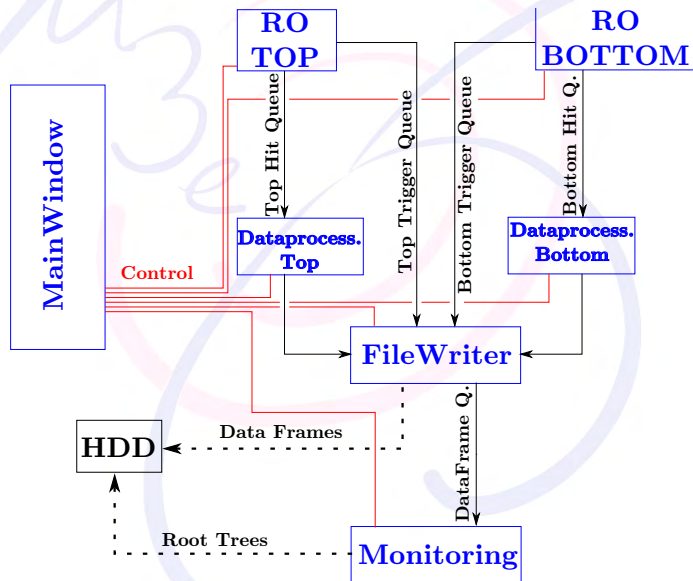 RO
TOP
RO
BOTTOM
MainWindow
Top Hit Queue
Top Trigger Queue
Bottom Trigger Queue
Bottom Hit Q.
Dataprocess.
Top
Dataprocess.
Bottom
Control
FileWriter
HDD
Data Frames
DataFrame Q.
Root Trees
Monitoring